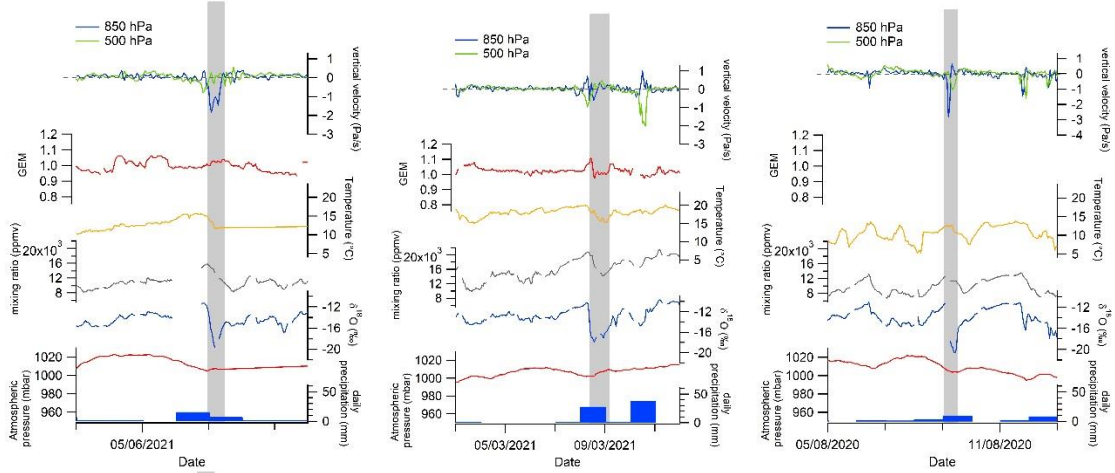 850 hPa
500 hPa
1
0
-1
-2
-3
vertical velocity (Pa/s)
1.2
1.1
1.0
0.9
0.8
GEM
20
15
10
5
Temperature (°C)
20x10³
16
12
8
mixing ratio (ppmv)
-12
-16
-20
δ¹⁸O (‰)
1020
1000
980
960
Atmospheric
pressure (mbar)
50
0
daily
precipitation (mm)
05/06/2021
Date
850 hPa
500 hPa
1
0
-1
-2
-3
vertical velocity (Pa/s)
1.2
1.1
1.0
0.9
0.8
GEM
20
15
10
5
Temperature (°C)
20x10³
16
12
8
mixing ratio (ppmv)
-12
-16
-20
δ¹⁸O (‰)
1020
1000
980
960
Atmospheric
pressure (mbar)
50
0
daily
precipitation (mm)
05/03/2021
09/03/2021
Date
850 hPa
500 hPa
1
0
-1
-2
-3
-4
vertical velocity (Pa/s)
1.2
1.1
1.0
0.9
0.8
GEM
20
15
10
5
Temperature (°C)
20x10³
16
12
8
mixing ratio (ppmv)
-12
-16
-20
δ¹⁸O (‰)
1020
1000
980
960
Atmospheric
pressure (mbar)
50
0
daily
precipitation (mm)
05/08/2020
11/08/2020
Date